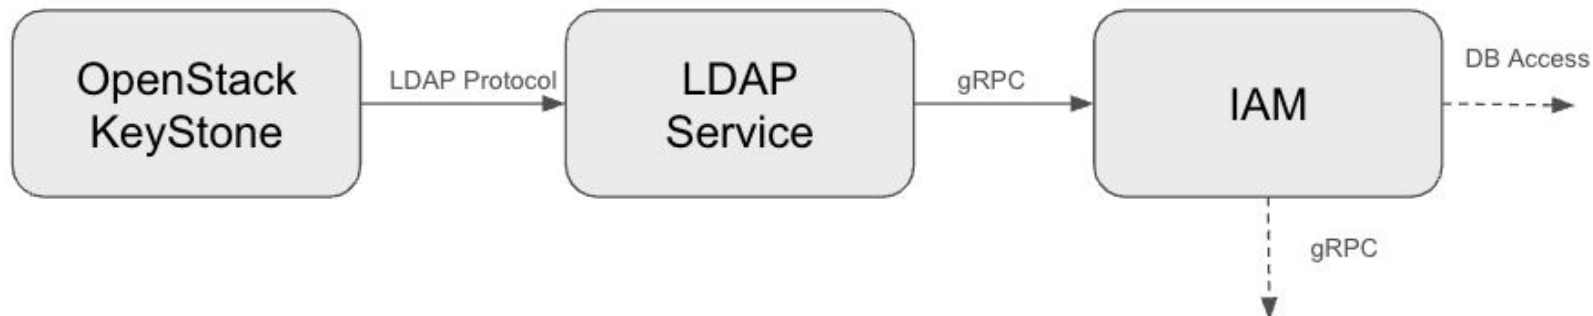 OpenStack
KeyStone
LDAP Protocol
LDAP
Service
gRPC
IAM
DB Access
gRPC